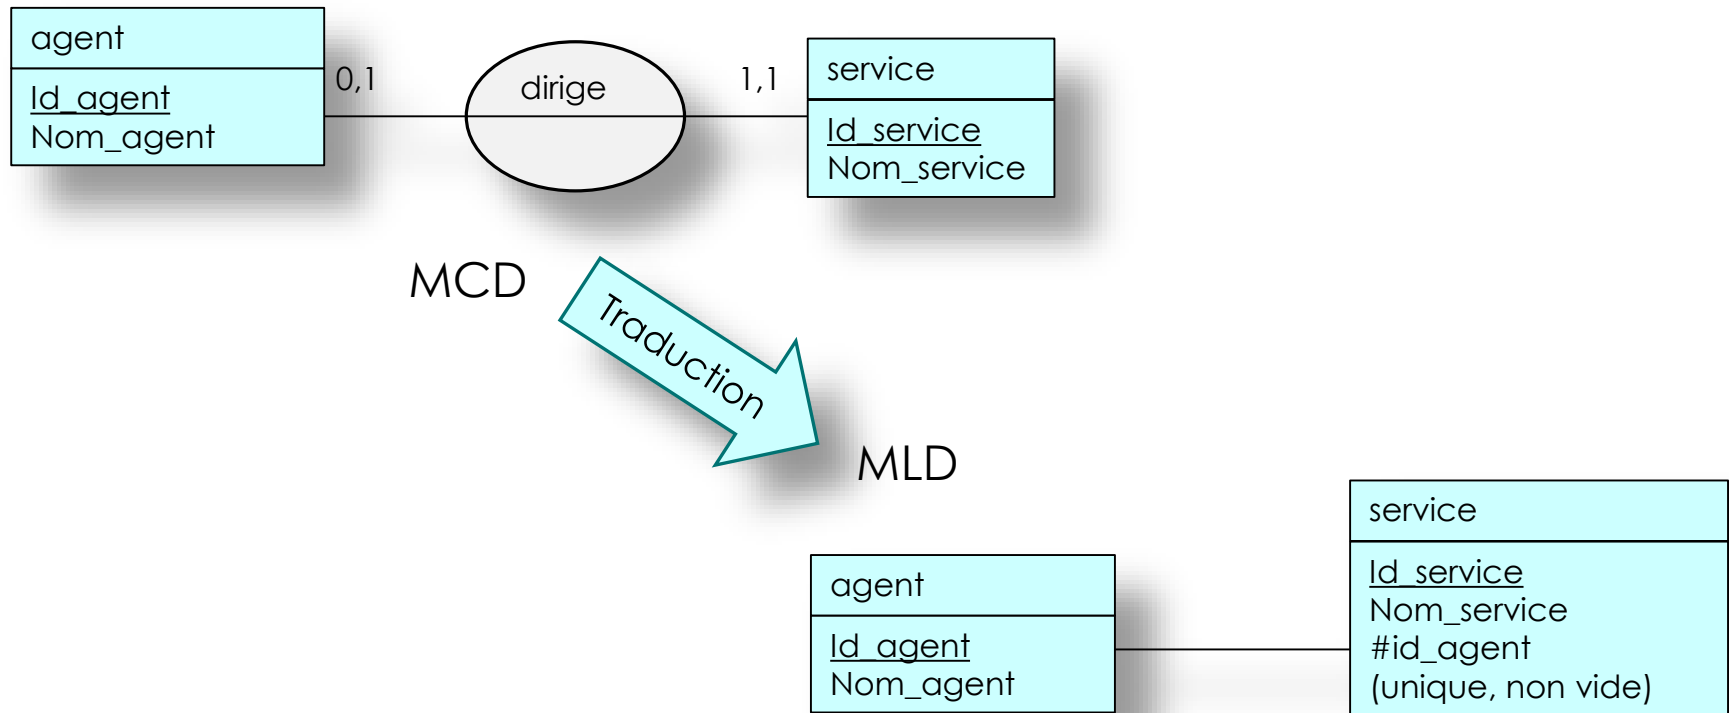 agent
Id_agent
Nom_agent
0,1
dirige
1,1
service
Id_service
Nom_service
MCD
Traduction
MLD
agent
Id_agent
Nom_agent
service
Id_service
Nom_service
#id_agent
(unique, non vide)